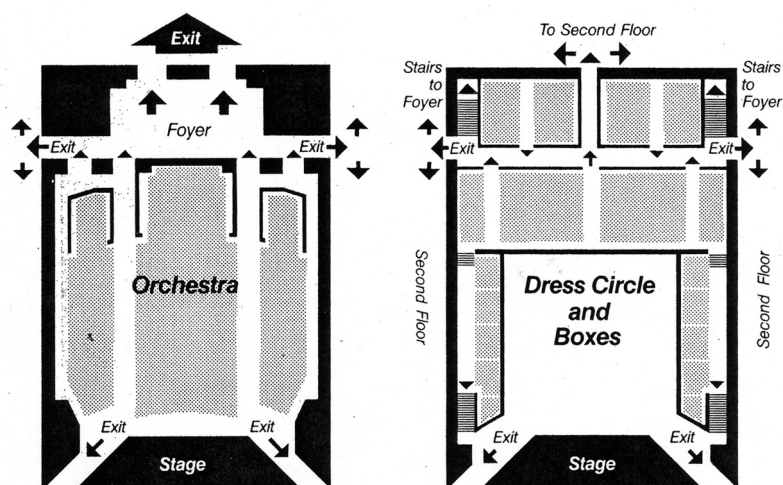 Exit
Foyer
Exit
Exit
Orchestra
Exit
Exit
Stage
To Second Floor
Stairs
to
Foyer
Stairs
to
Foyer
Exit
Exit
Second Floor
Second Floor
Dress Circle
and
Boxes
Exit
Exit
Stage